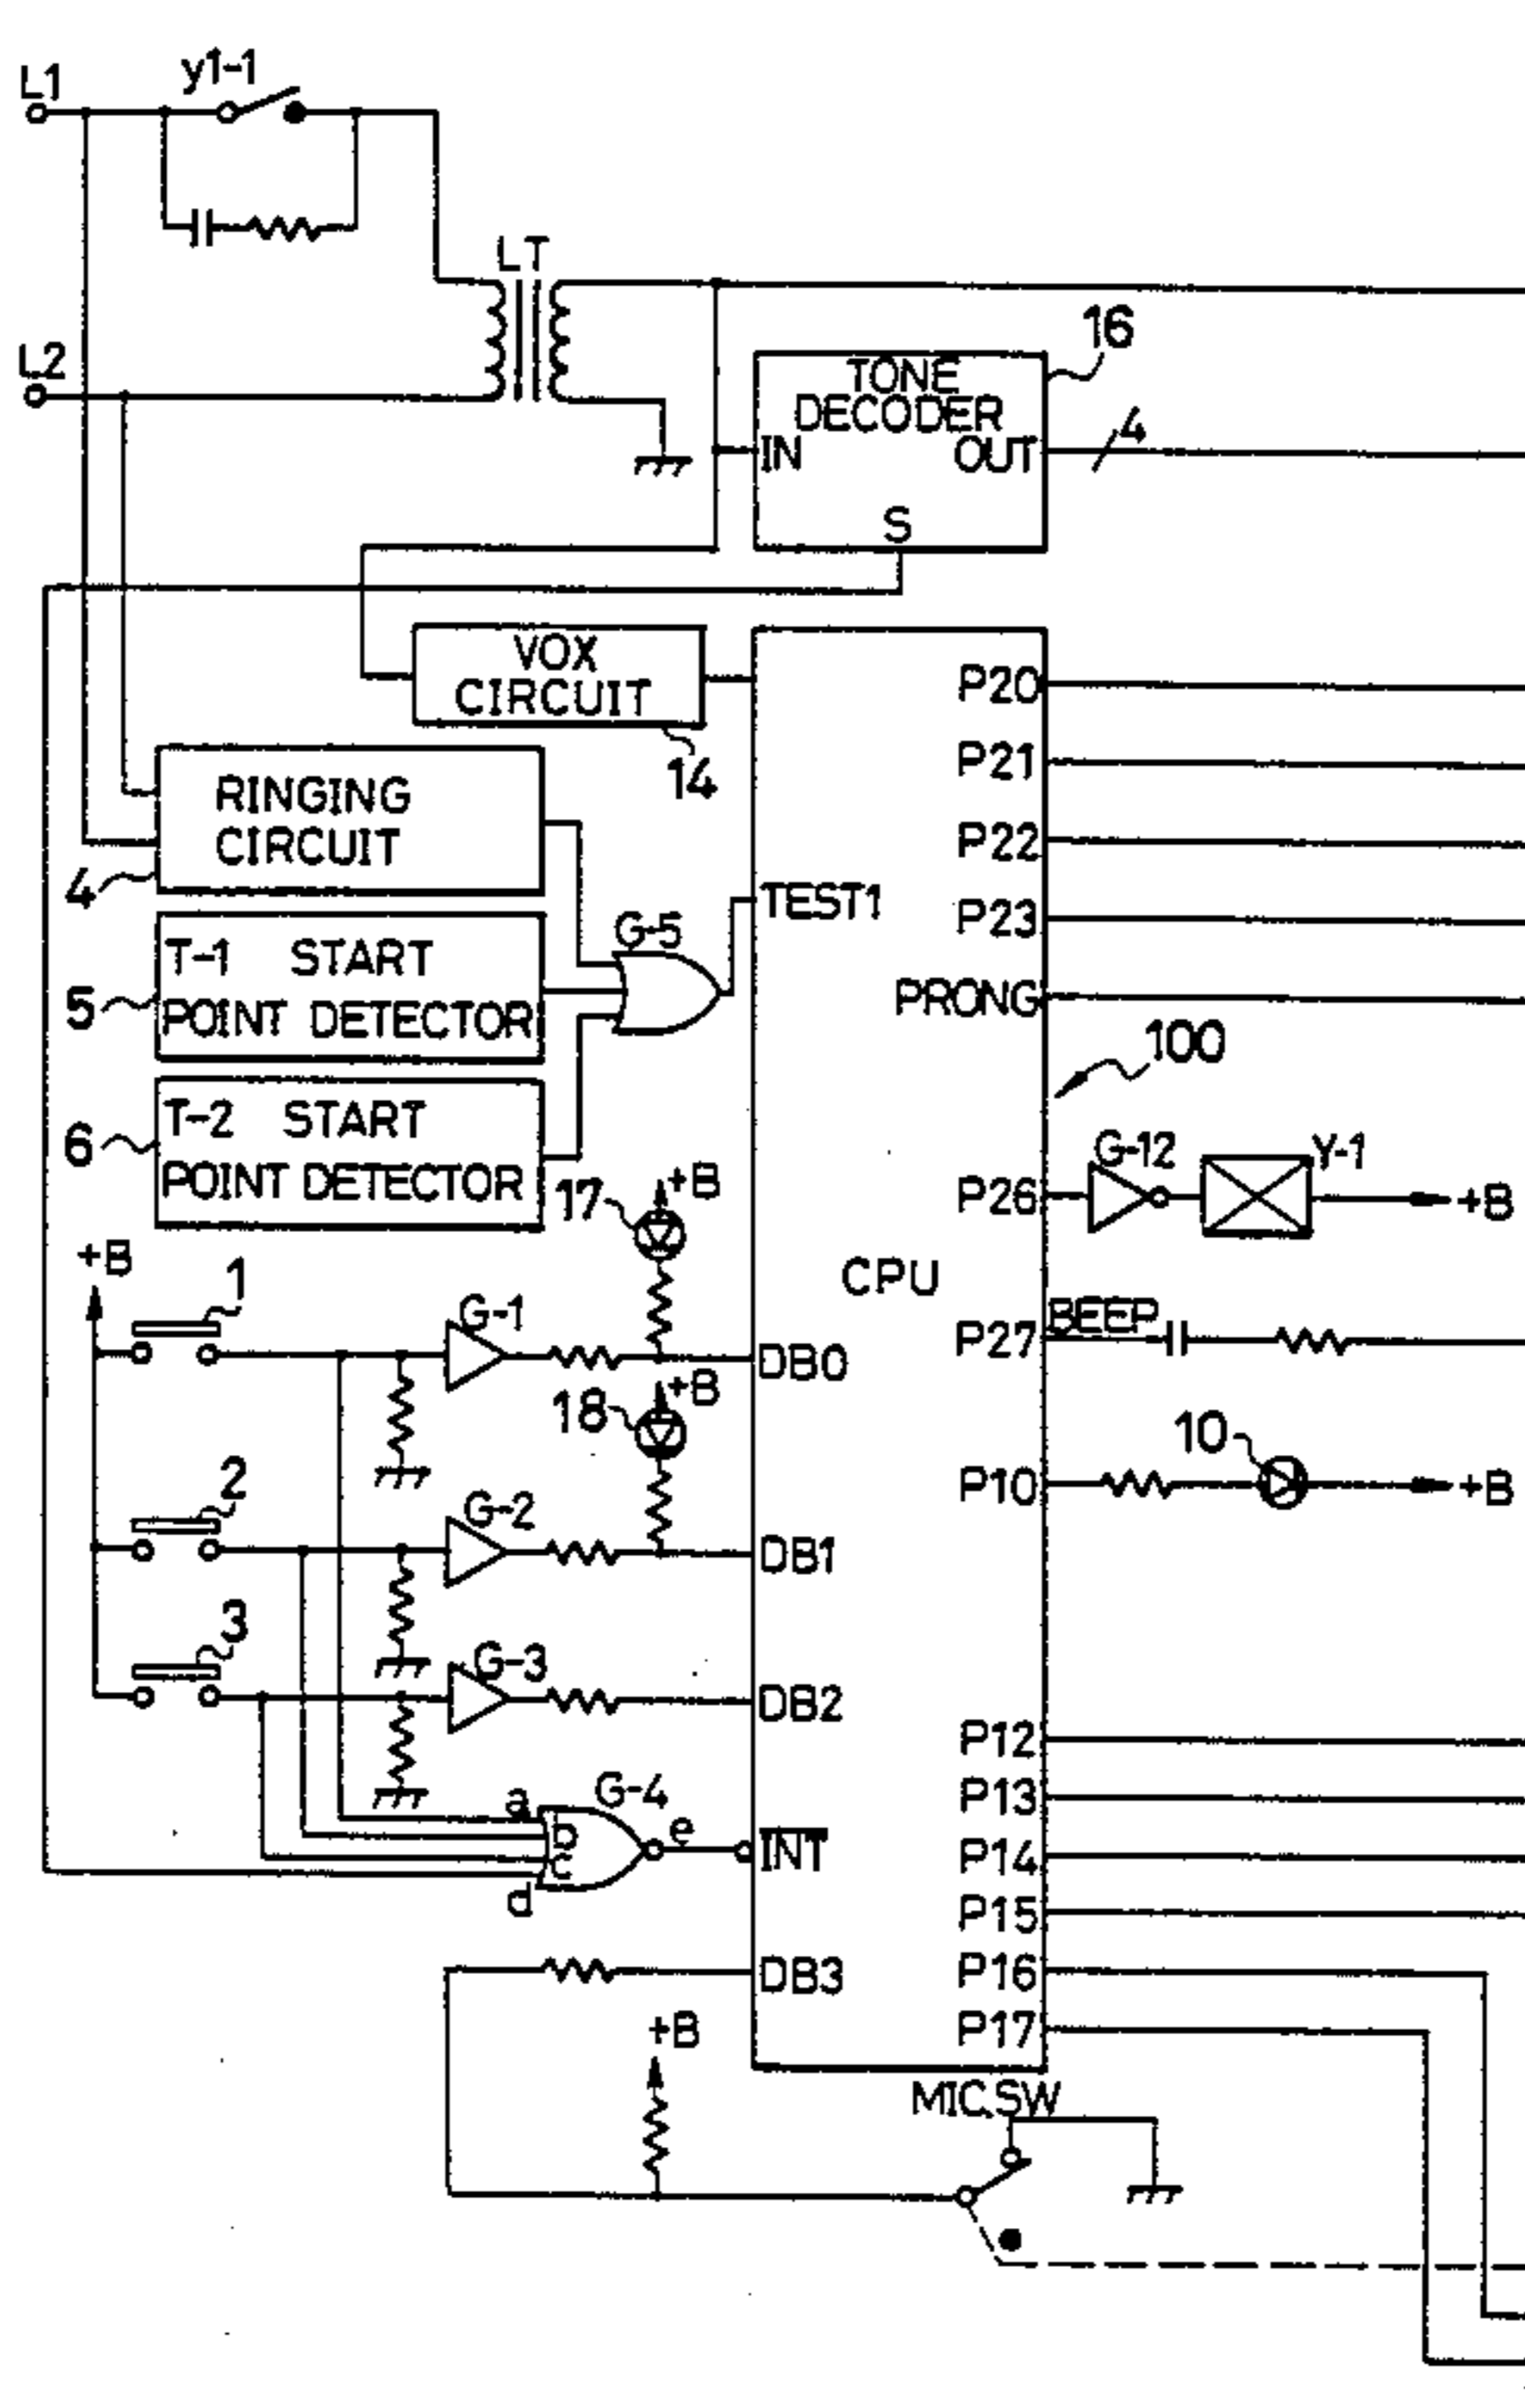 L1
y1-1
LT
L2
16
TONE
DECODER
IN
OUT
4
S
VOX
CIRCUIT
14
P20
P21
P22
P23
PRONG
RINGING
CIRCUIT
4
TEST1
G-5
T-1 START
POINT DETECTOR
5
T-2 START
POINT DETECTOR
6
100
17
+B
P26
G-12
Y-1
+B
CPU
+B
1
G-1
DB0
P27
BEEP
18
+B
10
P10
+B
2
G-2
DB1
3
G-3
DB2
P12
P13
a
G-4
b
c
d
e
INT
P14
P15
DB3
P16
P17
+B
MIC.SW